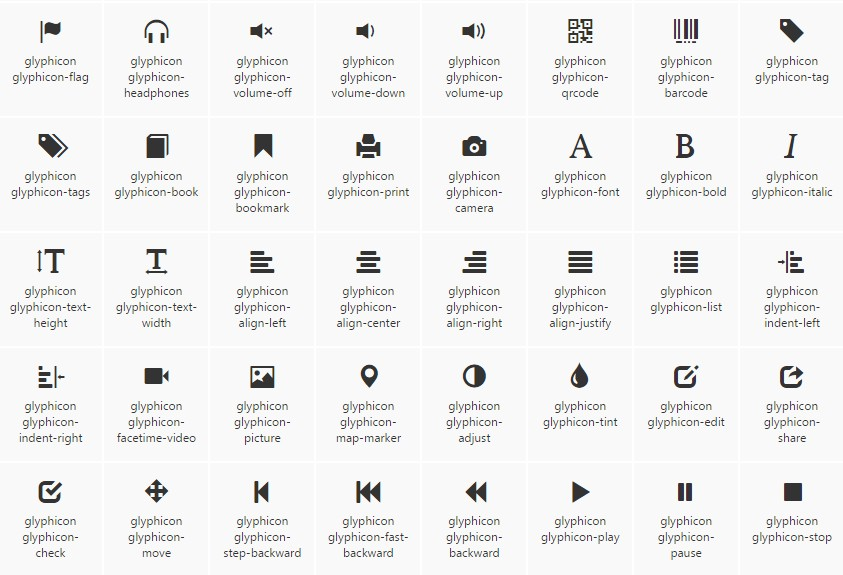 glyphicon
glyphicon-flag
glyphicon
glyphicon-
headphones
glyphicon
glyphicon-
volume-off
glyphicon
glyphicon-
volume-down
glyphicon
glyphicon-
volume-up
glyphicon
glyphicon-
qrcode
glyphicon
glyphicon-
barcode
glyphicon
glyphicon-tag
glyphicon
glyphicon-tags
glyphicon
glyphicon-book
glyphicon
glyphicon-
bookmark
glyphicon
glyphicon-print
glyphicon
glyphicon-
camera
A
glyphicon
glyphicon-font
B
glyphicon
glyphicon-bold
I
glyphicon
glyphicon-italic
T
glyphicon
glyphicon-text-
height
T
glyphicon
glyphicon-text-
width
glyphicon
glyphicon-
align-left
glyphicon
glyphicon-
align-center
glyphicon
glyphicon-
align-right
glyphicon
glyphicon-
align-justify
glyphicon
glyphicon-list
glyphicon
glyphicon-
indent-left
glyphicon
glyphicon-
indent-right
glyphicon
glyphicon-
facetime-video
glyphicon
glyphicon-
picture
glyphicon
glyphicon-
map-marker
glyphicon
glyphicon-
adjust
glyphicon
glyphicon-tint
glyphicon
glyphicon-edit
glyphicon
glyphicon-
share
glyphicon
glyphicon-
check
glyphicon
glyphicon-
move
glyphicon
glyphicon-
step-backward
glyphicon
glyphicon-fast-
backward
glyphicon
glyphicon-
backward
glyphicon
glyphicon-play
glyphicon
glyphicon-
pause
glyphicon
glyphicon-stop